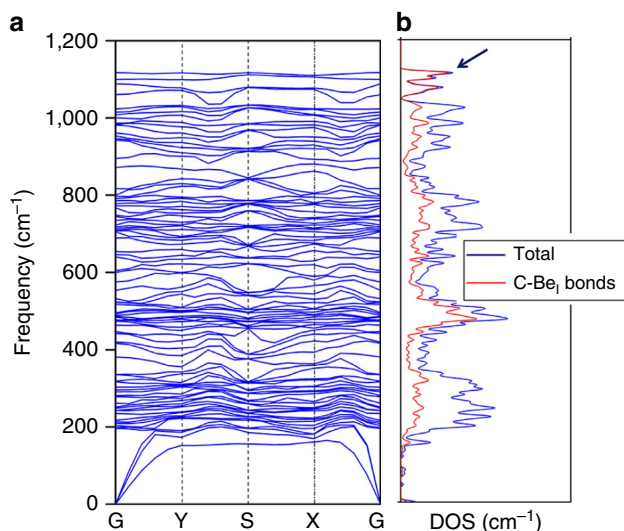 a
b
1,200
1,000
800
600
400
200
0
Frequency (cm⁻¹)
G Y S X G
Total
C-Beᵢ bonds
DOS (cm⁻¹)